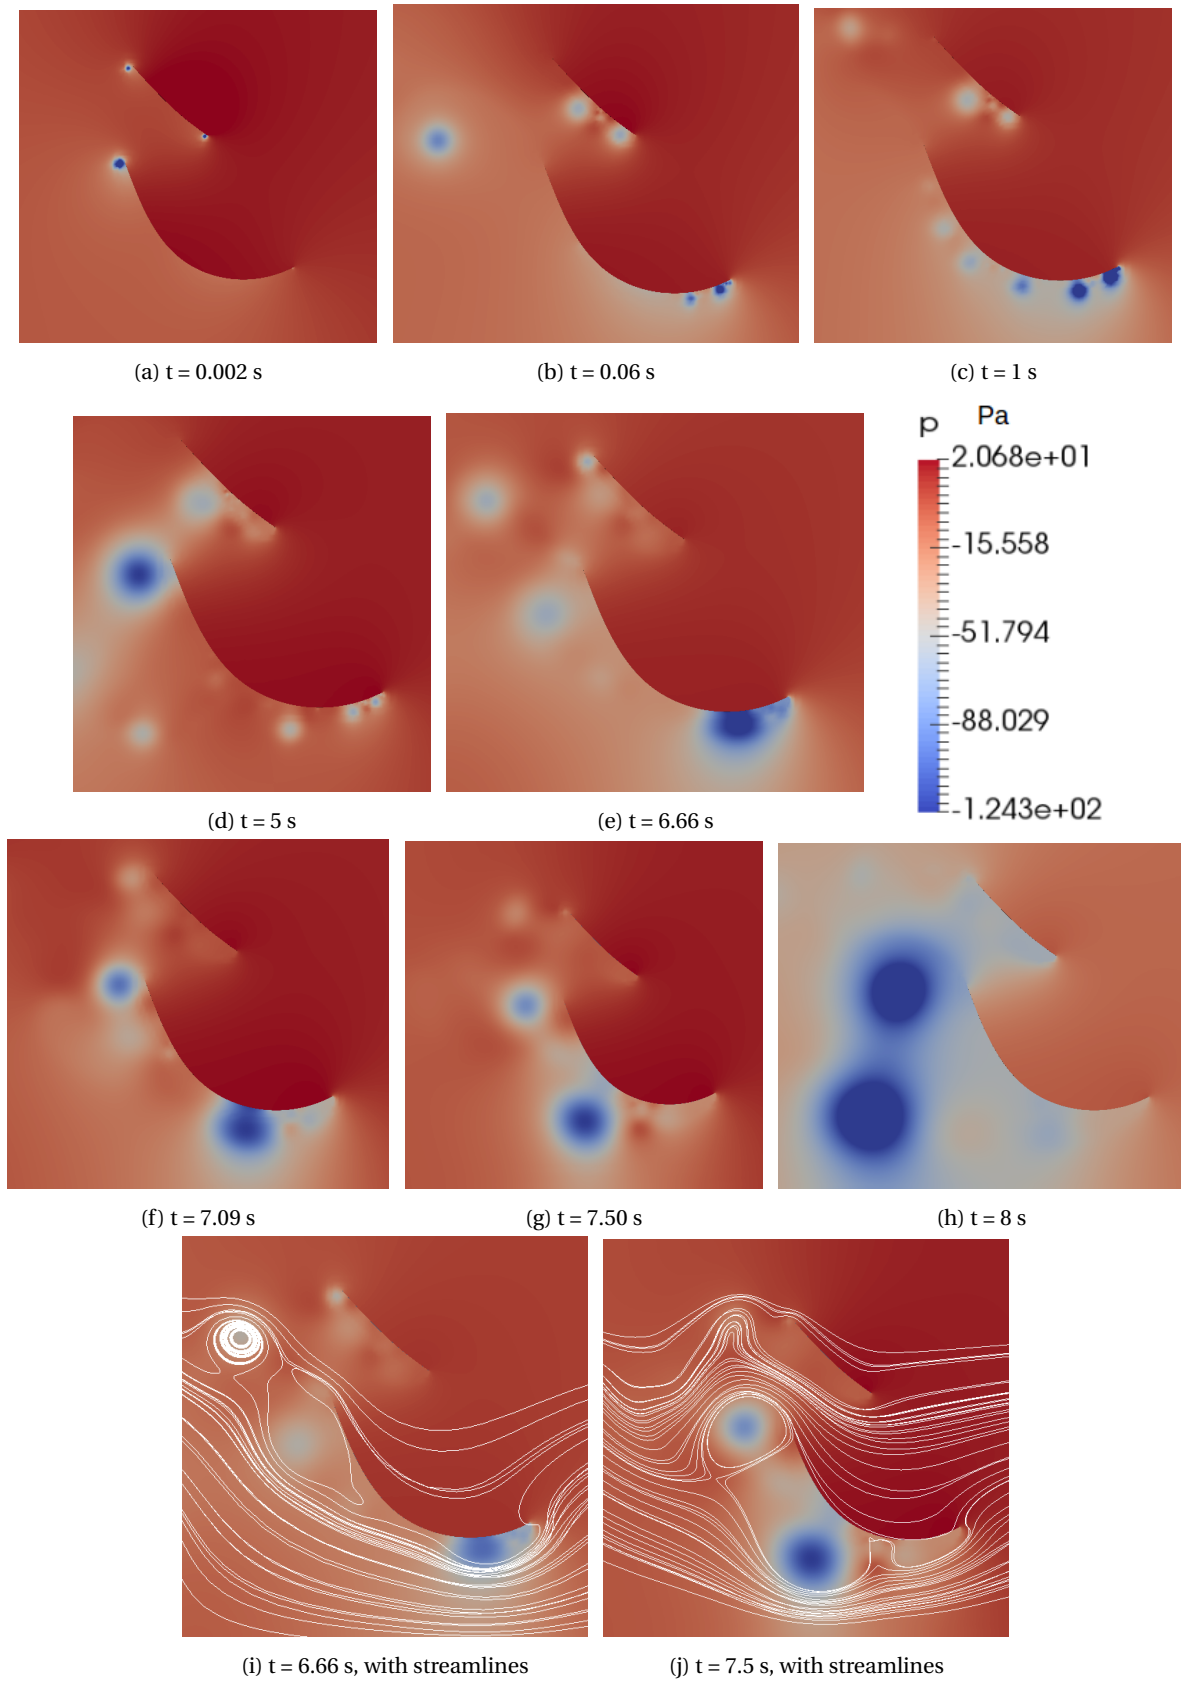 (a) t = 0.002 s
(b) t = 0.06 s
(c) t = 1 s
p Pa
2.068e+01
-15.558
-51.794
-88.029
-1.243e+02
(d) t = 5 s
(e) t = 6.66 s
(f) t = 7.09 s
(g) t = 7.50 s
(h) t = 8 s
(i) t = 6.66 s, with streamlines
(j) t = 7.5 s, with streamlines